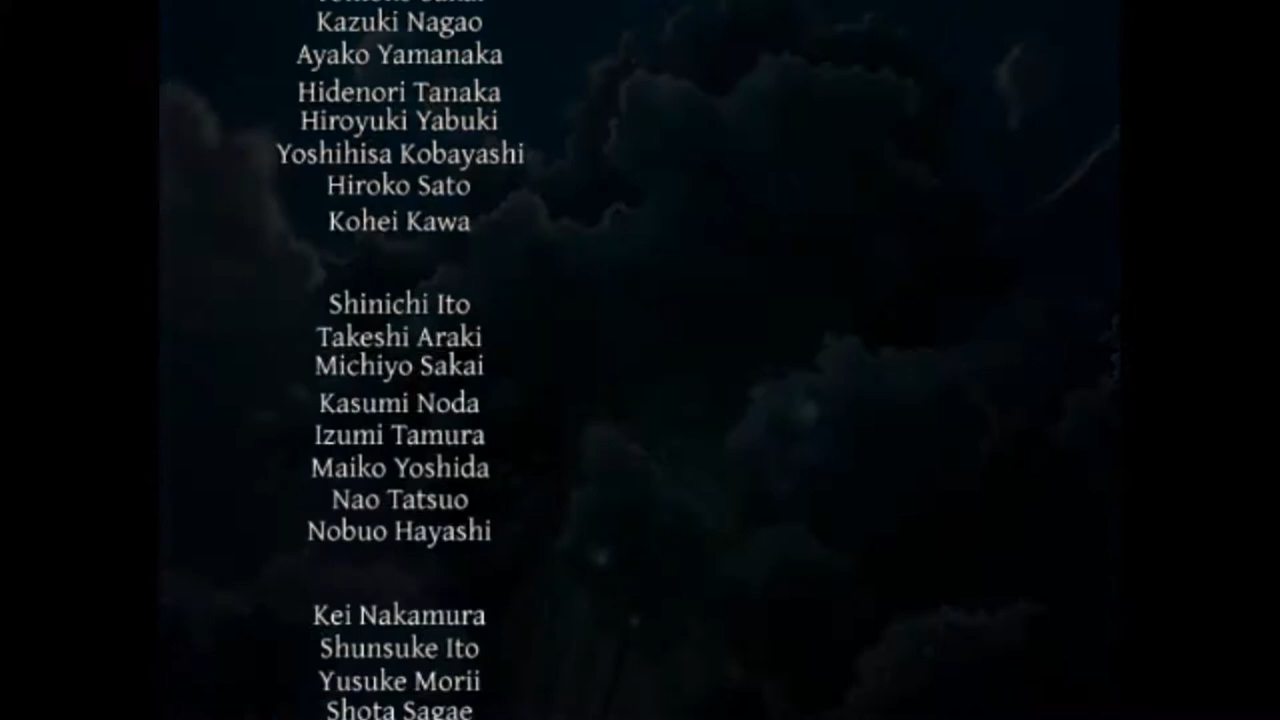 Kazuki Nagao
Ayako Yamanaka
Hidenori Tanaka
Hiroyuki Yabuki
Yoshihisa Kobayashi
Hiroko Sato
Kohei Kawa
Shinichi Ito
Takeshi Araki
Michiyo Sakai
Kasumi Noda
Izumi Tamura
Maiko Yoshida
Nao Tatsuo
Nobuo Hayashi
Kei Nakamura
Shunsuke Ito
Yusuke Morii
Shota Sagae